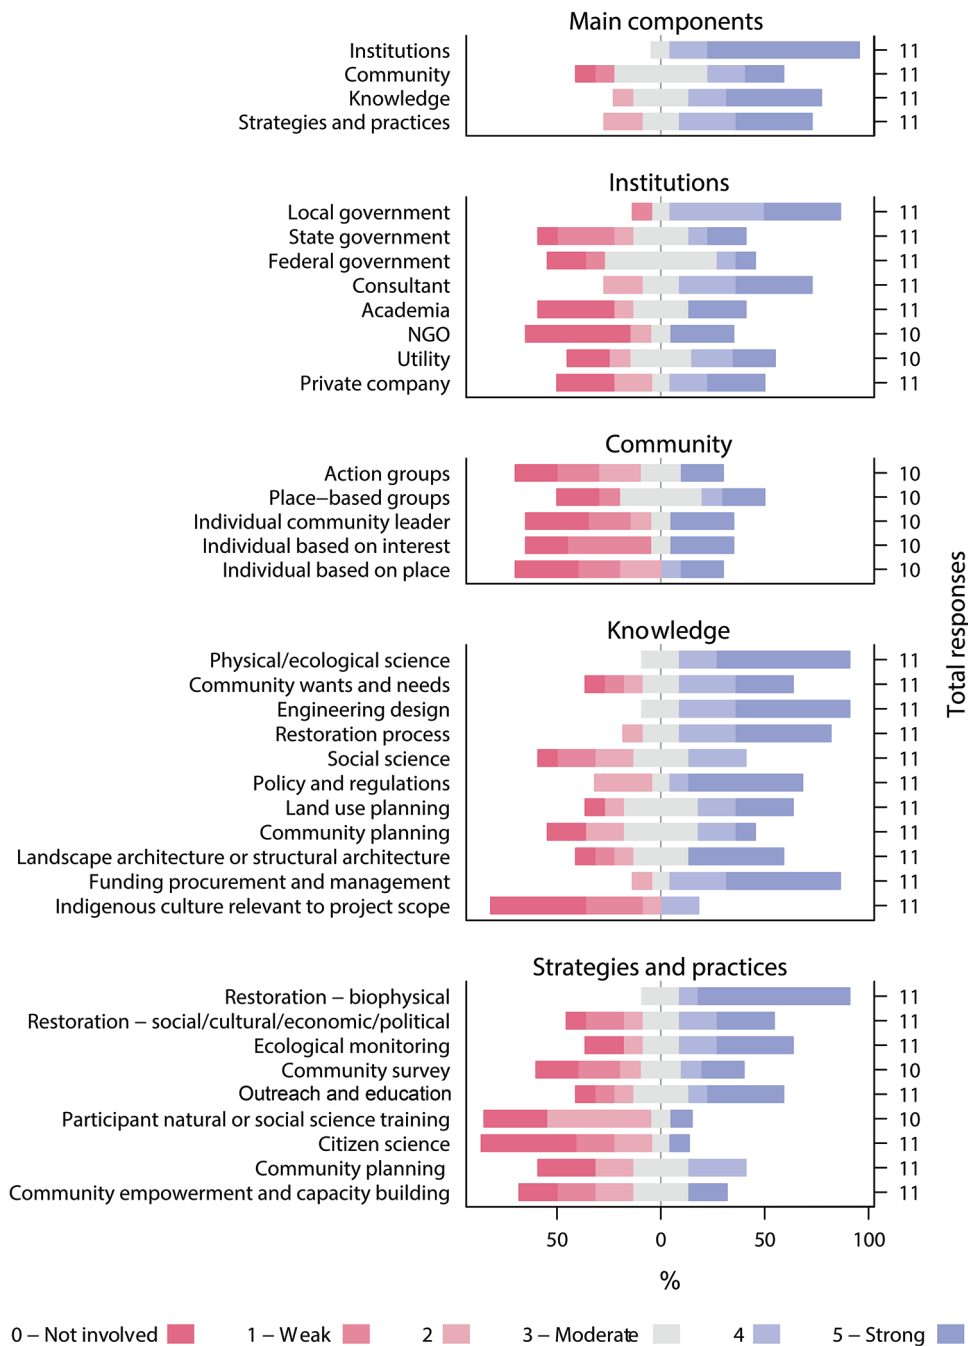 Main components
Institutions 11
Community 11
Knowledge 11
Strategies and practices 11
Institutions
Local government 11
State government 11
Federal government 11
Consultant 11
Academia 11
NGO 10
Utility 10
Private company 11
Community
Action groups 10
Place−based groups 10
Individual community leader 10
Individual based on interest 10
Individual based on place 10
Total responses
Knowledge
Physical/ecological science 11
Community wants and needs 11
Engineering design 11
Restoration process 11
Social science 11
Policy and regulations 11
Land use planning 11
Community planning 11
Landscape architecture or structural architecture 11
Funding procurement and management 11
Indigenous culture relevant to project scope 11
Strategies and practices
Restoration − biophysical 11
Restoration − social/cultural/economic/political 11
Ecological monitoring 11
Community survey 10
Outreach and education 11
Participant natural or social science training 10
Citizen science 11
Community planning 11
Community empowerment and capacity building 11
50 0 50 100
%
0 − Not involved 1 − Weak 2 3 − Moderate 4 5 − Strong